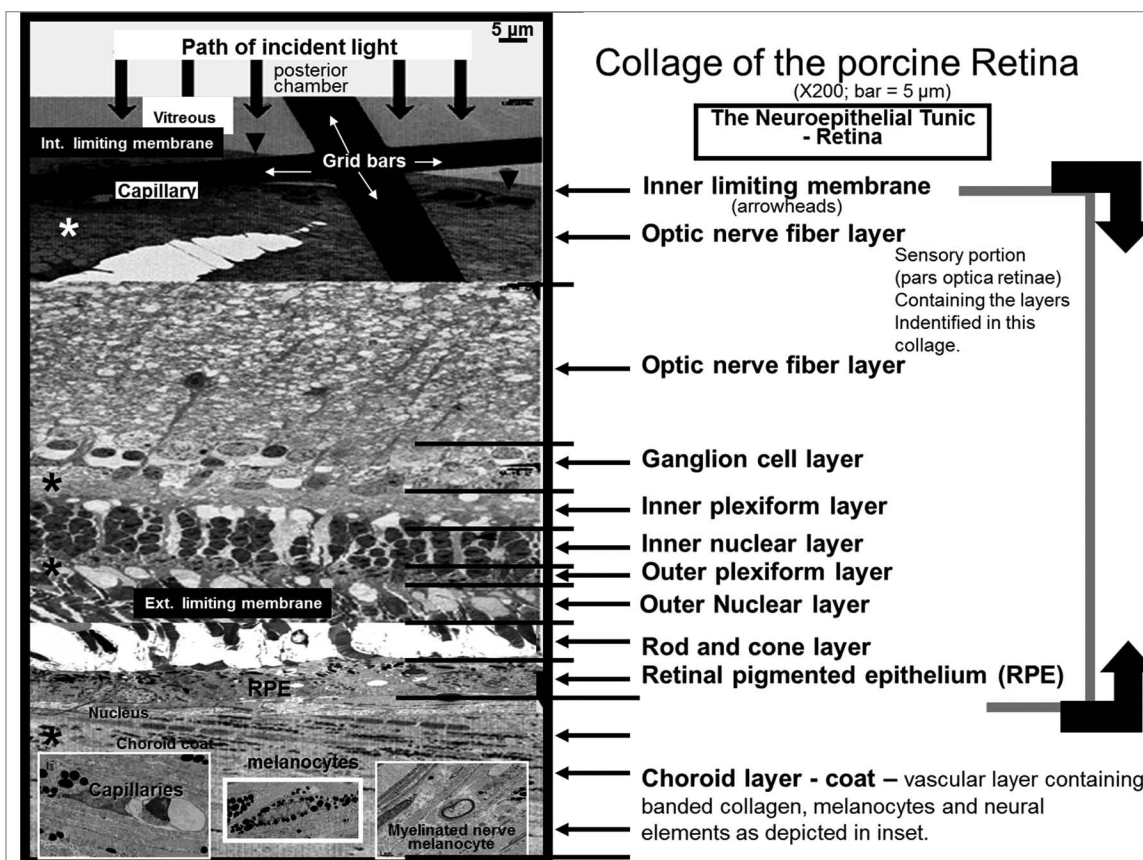 Path of incident light
5 µm
posterior
chamber
Vitreous
Int. limiting membrane
Grid bars
Capillary
*
*
*
Ext. limiting membrane
RPE
Nucleus
*
Choroid coat
melanocytes
Capillaries
Myelinated nerve
melanocyte
Collage of the porcine Retina
(X200; bar = 5 µm)
The Neuroepithelial Tunic
- Retina
Inner limiting membrane
(arrowheads)
Optic nerve fiber layer
Sensory portion
(pars optica retinae)
Containing the layers
Indentified in this
collage.
Optic nerve fiber layer
Ganglion cell layer
Inner plexiform layer
Inner nuclear layer
Outer plexiform layer
Outer Nuclear layer
Rod and cone layer
Retinal pigmented epithelium (RPE)
Choroid layer - coat – vascular layer containing
banded collagen, melanocytes and neural
elements as depicted in inset.